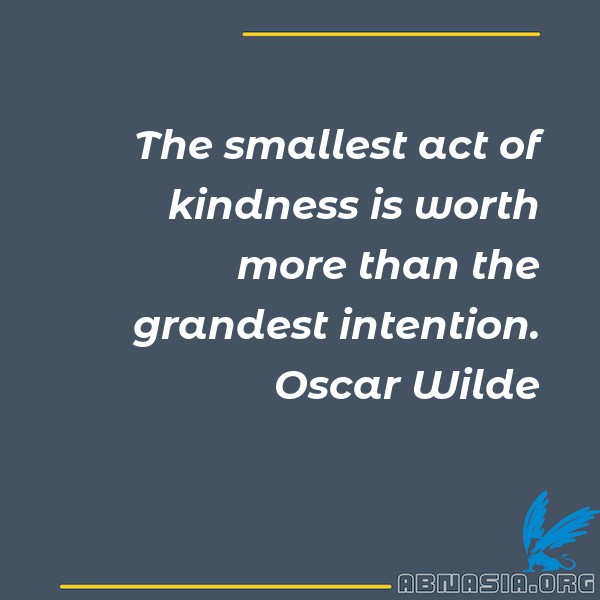 The smallest act of
kindness is worth
more than the
grandest intention.
Oscar Wilde
ABNASIA.ORG